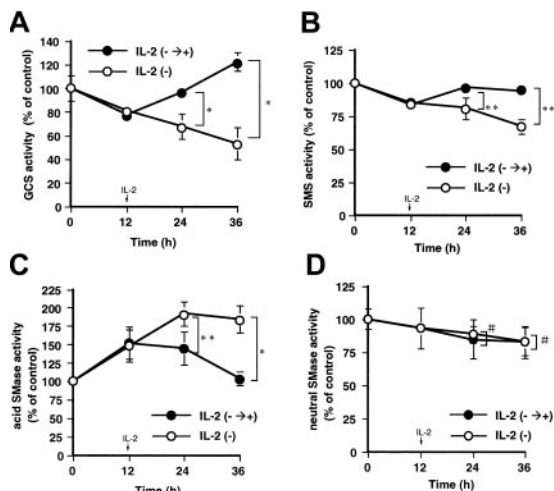 A
GCS activity (% of control)
140
120
100
80
60
40
20
0
IL-2 (- →+)
IL-2 (-)
*
*
IL-2
0 12 24 36
Time (h)
B
SMS activity (% of control)
125
100
75
50
25
0
**
**
IL-2 (- →+)
IL-2 (-)
IL-2
0 12 24 36
Time (h)
C
acid SMase activity
(% of control)
225
200
175
150
125
100
75
50
25
0
**
*
IL-2 (- →+)
IL-2 (-)
IL-2
0 12 24 36
Time (h)
D
neutral SMase activity
(% of control)
125
100
75
50
25
0
#
#
IL-2 (- →+)
IL-2 (-)
IL-2
0 12 24 36
Time (h)